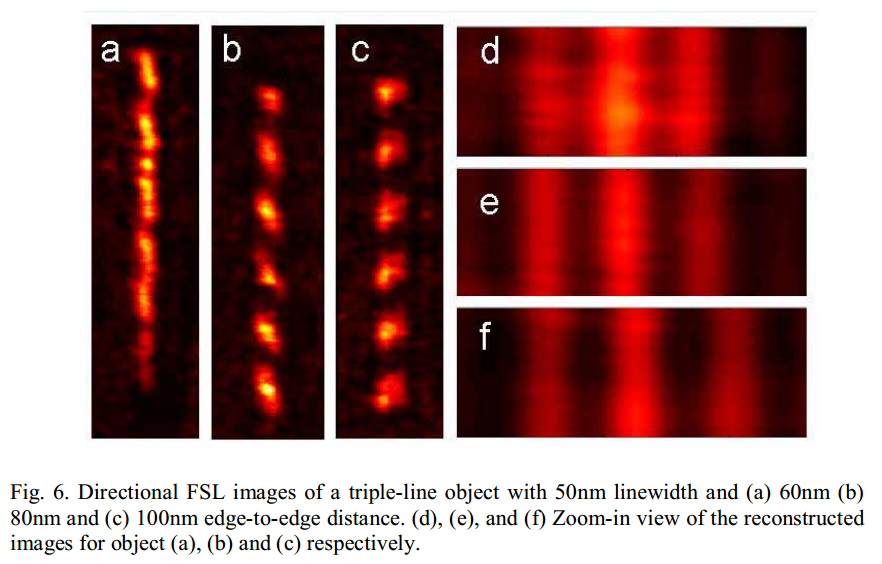 a b c d
e
f
Fig. 6. Directional FSL images of a triple-line object with 50nm linewidth and (a) 60nm (b)
80nm and (c) 100nm edge-to-edge distance. (d), (e), and (f) Zoom-in view of the reconstructed
images for object (a), (b) and (c) respectively.